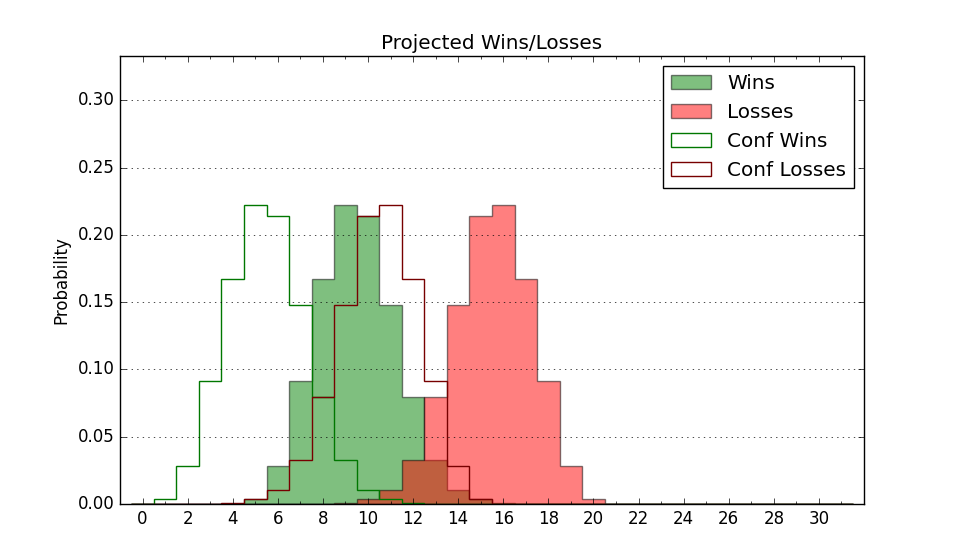 Projected Wins/Losses
Wins
Losses
Conf Wins
Conf Losses
Probability
0.30
0.25
0.20
0.15
0.10
0.05
0.00
0 2 4 6 8 10 12 14 16 18 20 22 24 26 28 30